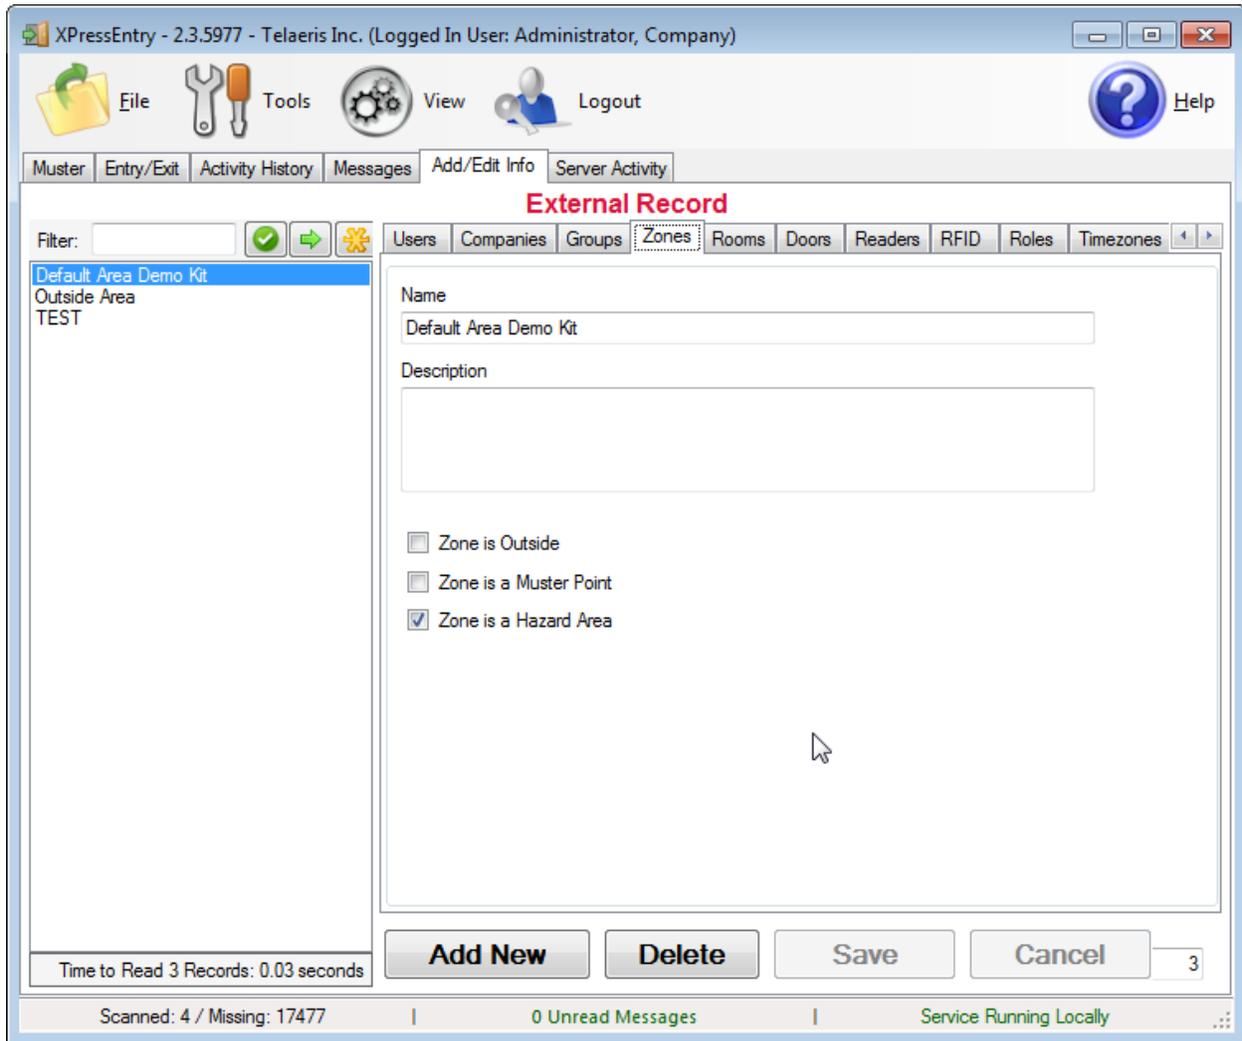 XPressEntry - 2.3.5977 - Telaeris Inc. (Logged In User: Administrator, Company)
File Tools View Logout Help
Muster Entry/Exit Activity History Messages Add/Edit Info Server Activity
External Record
Filter: Users Companies Groups Zones Rooms Doors Readers RFID Roles Timezones
Default Area Demo Kit
Outside Area
TEST
Name
Default Area Demo Kit
Description
Zone is Outside
Zone is a Muster Point
Zone is a Hazard Area
Add New Delete Save Cancel 3
Time to Read 3 Records: 0.03 seconds
Scanned: 4 / Missing: 17477 | 0 Unread Messages | Service Running Locally